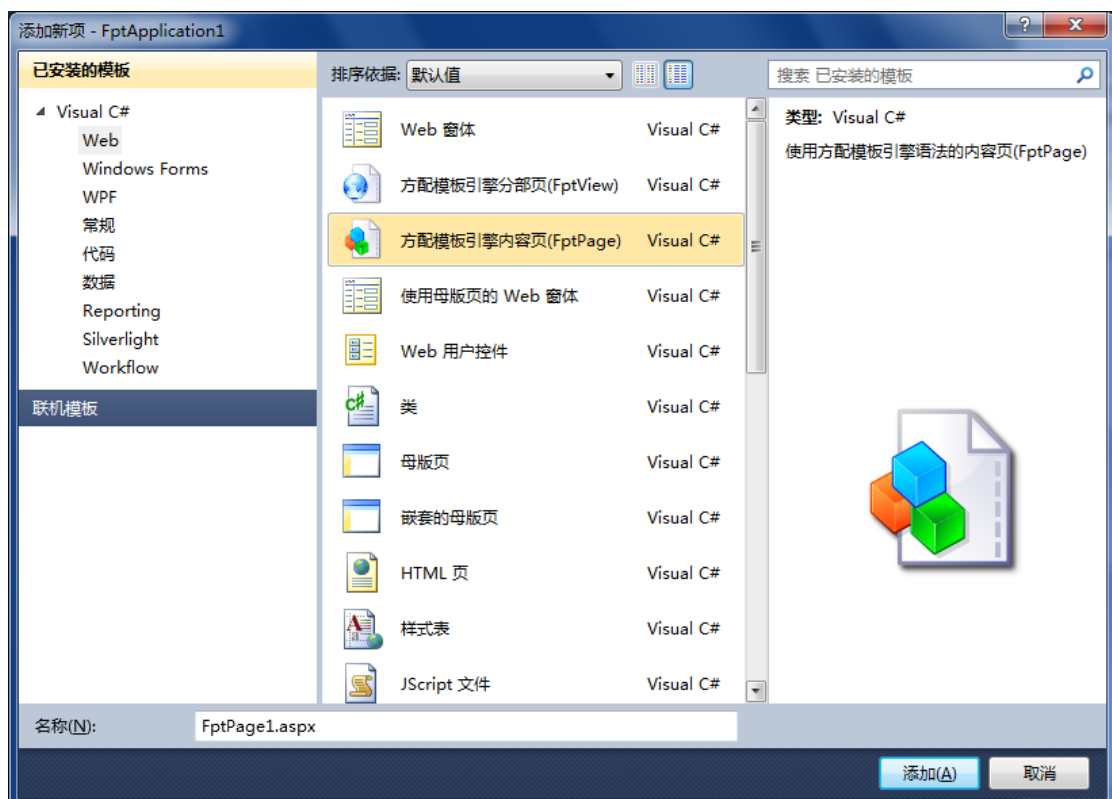 添加新项 - FptApplication1
已安装的模板
排序依据: 默认值
搜索 已安装的模板
Visual C#
Web
Windows Forms
WPF
常规
代码
数据
Reporting
Silverlight
Workflow
联机模板
Web 窗体 Visual C#
方配模板引擎分部页(FptView) Visual C#
方配模板引擎内容页(FptPage) Visual C#
使用母版页的 Web 窗体 Visual C#
Web 用户控件 Visual C#
类 Visual C#
母版页 Visual C#
嵌套的母版页 Visual C#
HTML 页 Visual C#
样式表 Visual C#
JScript 文件 Visual C#
类型: Visual C#
使用方配模板引擎语法的内容页(FptPage)
名称(N): FptPage1.aspx
添加(A) 取消